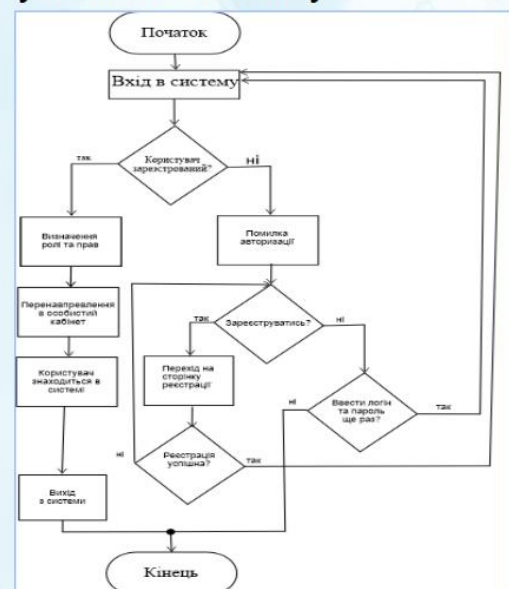 Початок
Вхід в систему
Користувач
зареєстрований?
так
ні
Визначення
ролі та прав
Помилка
авторизації
Перенавпревлення
в особистий
кабінет
Зареєструватись?
так
ні
Користувач
знаходиться в
системі
Перехід на
сторінку
реєстрації
Ввести логін
та пароль
ще раз?
ні
так
Реєстрація
успішна?
ні
так
Вихід
з системи
Кінець